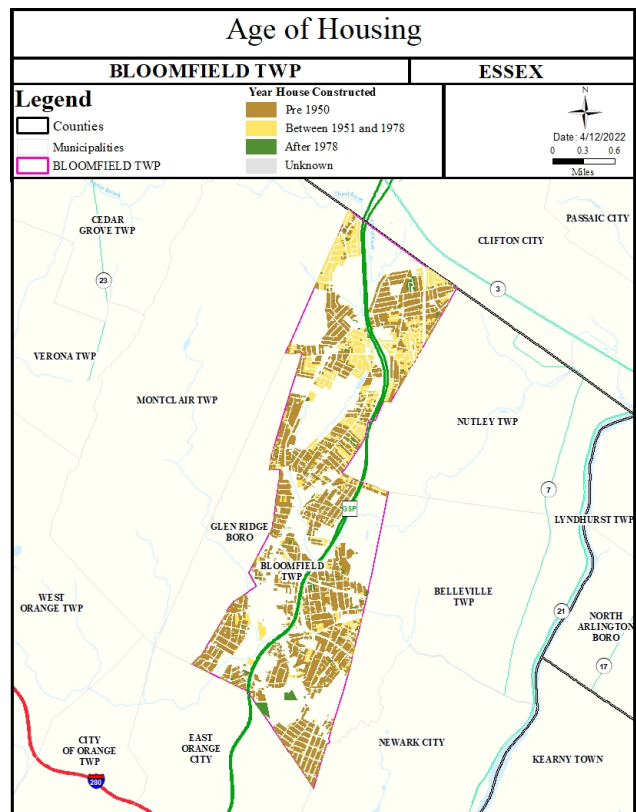 Age of Housing
BLOOMFIELD TWP
ESSEX
Legend
Counties
Municipalities
BLOOMFIELD TWP
Year House Constructed
Pre 1950
Between 1951 and 1978
After 1978
Unknown
N
Date: 4/12/2022
0 0.3 0.6
Miles
CEDAR
GROVE TWP
PASSAIC CITY
CLIFTON CITY
23
3
VERONA TWP
MONTCLAIR TWP
NUTLEY TWP
7
GSP
LYNDHURST TWP
GLEN RIDGE
BORO
BLOOMFIELD
TWP
WEST
ORANGE TWP
BELLEVILLE
TWP
21
NORTH
ARLINGTON
BORO
17
CITY
OF ORANGE
TWP
EAST
ORANGE
CITY
NEWARK CITY
KEARNY TOWN
280